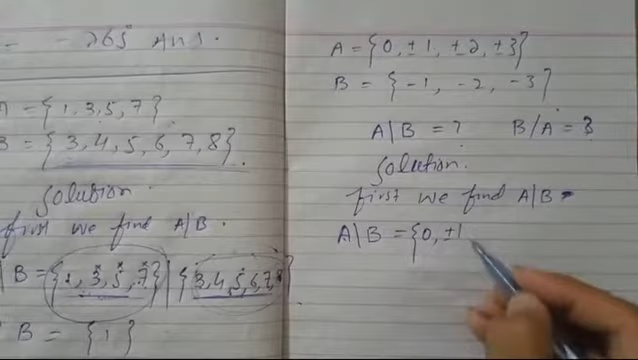 - - 265 Ans.
A = {1, 3, 5, 7}
B = {3, 4, 5, 6, 7, 8}.
Solution.
first we find A|B.
| B = {1, 3, 5, 7} | {3, 4, 5, 6, 7, 8}
B = {1}
A = {0, ±1, ±2, ±3}
B = {-1, -2, -3}
A|B = ? B/A = ?
Solution.
first we find A|B
A|B = {0, ±1